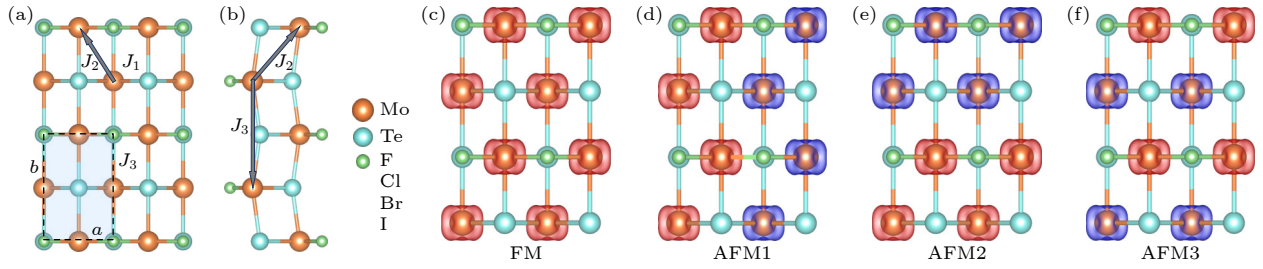 (a)
(b)
(c)
(d)
(e)
(f)
J₂
J₁
J₂
J₃
J₃
b
a
Mo
Te
F
Cl
Br
I
FM
AFM1
AFM2
AFM3